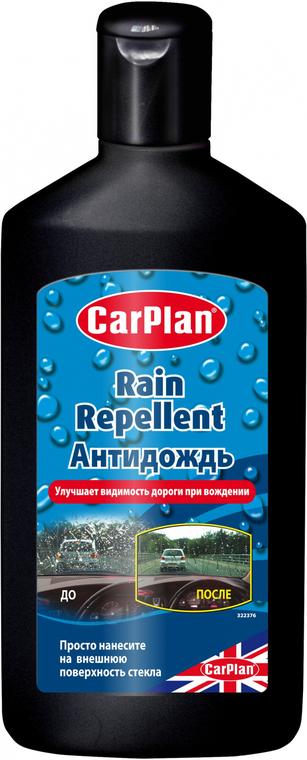 CarPlan®
Rain
Repellent
Антидождь
Улучшает видимость дороги при вождении
ДО
ПОСЛЕ
322376
Просто нанесите
на внешнюю
поверхность стекла
CarPlan®